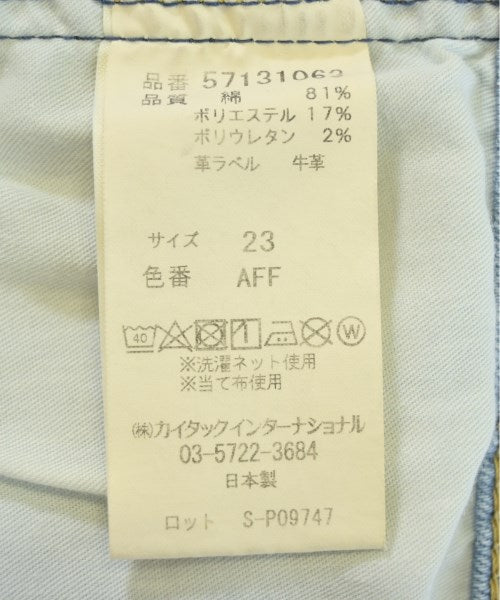 品番 57131063
品質 綿 81%
ポリエステル 17%
ポリウレタン 2%
革ラベル 牛革
サイズ 23
色番 AFF
40 W
※洗濯ネット使用
※当て布使用
㈱カイタックインターナショナル
03-5722-3684
日本製
ロット S-P09747